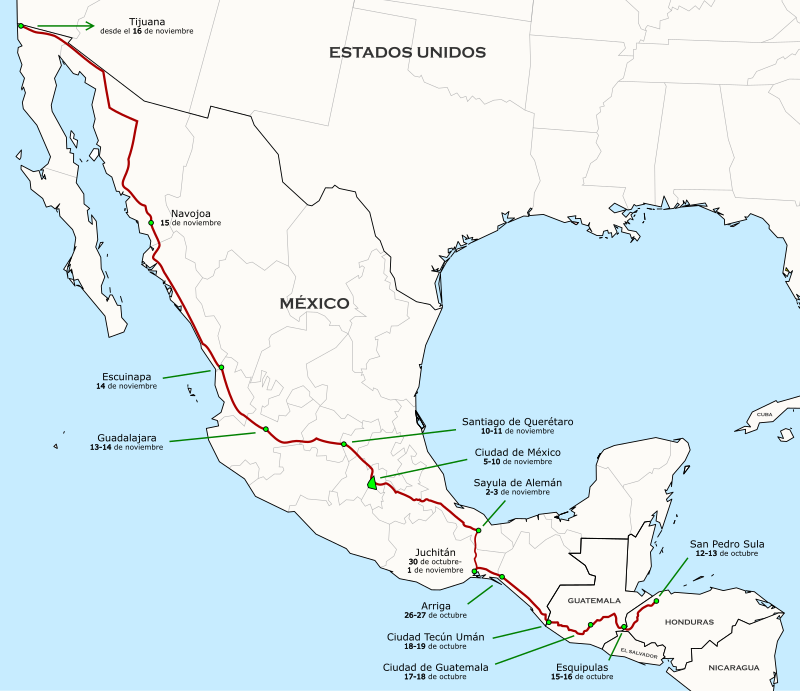 Tijuana
desde el 16 de noviembre
ESTADOS UNIDOS
Navojoa
15 de noviembre
MÉXICO
Escuinapa
14 de noviembre
Guadalajara
13-14 de noviembre
Santiago de Querétaro
10-11 de noviembre
Ciudad de México
5-10 de noviembre
Sayula de Alemán
2-3 de noviembre
CUBA
Juchitán
30 de octubre-
1 de noviembre
San Pedro Sula
12-13 de octubre
Arriga
26-27 de octubre
GUATEMALA
HONDURAS
Ciudad Tecún Umán
18-19 de octubre
EL SALVADOR
Ciudad de Guatemala
17-18 de octubre
Esquipulas
15-16 de octubre
NICARAGUA